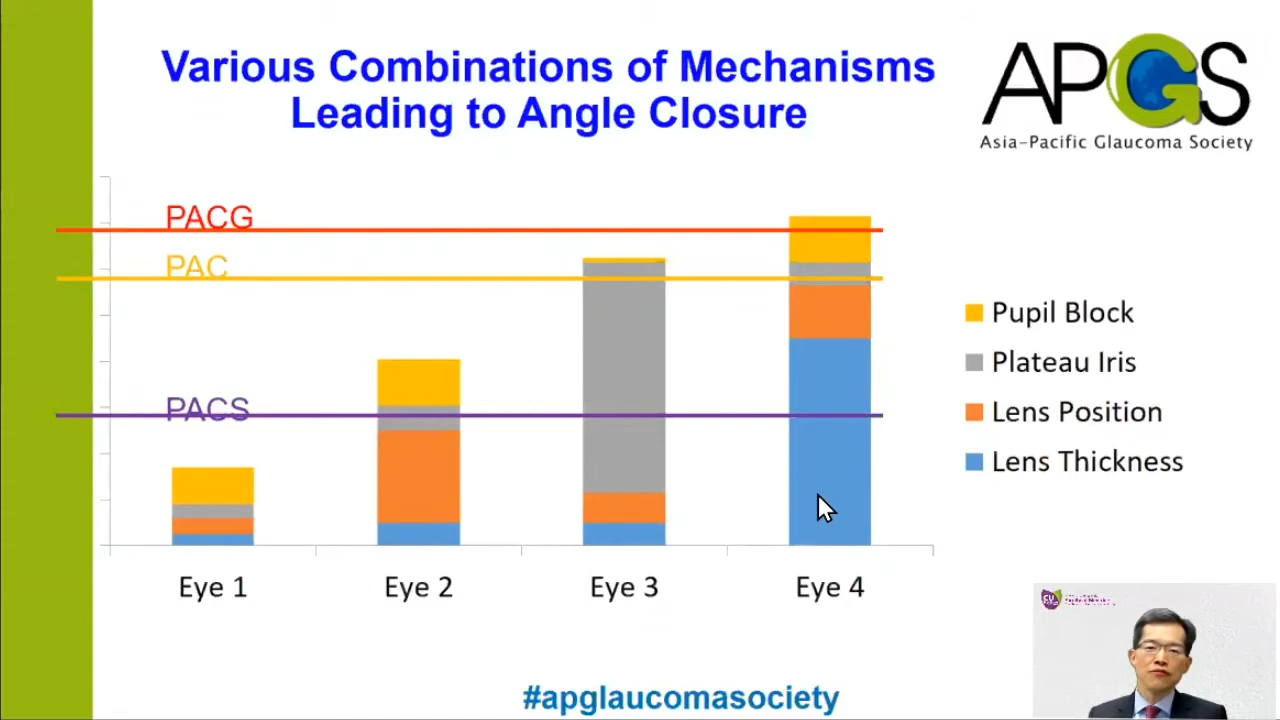 Various Combinations of Mechanisms
Leading to Angle Closure
APGS
Asia-Pacific Glaucoma Society
PACG
PAC
PACS
Pupil Block
Plateau Iris
Lens Position
Lens Thickness
Eye 1
Eye 2
Eye 3
Eye 4
#apglaucomasociety